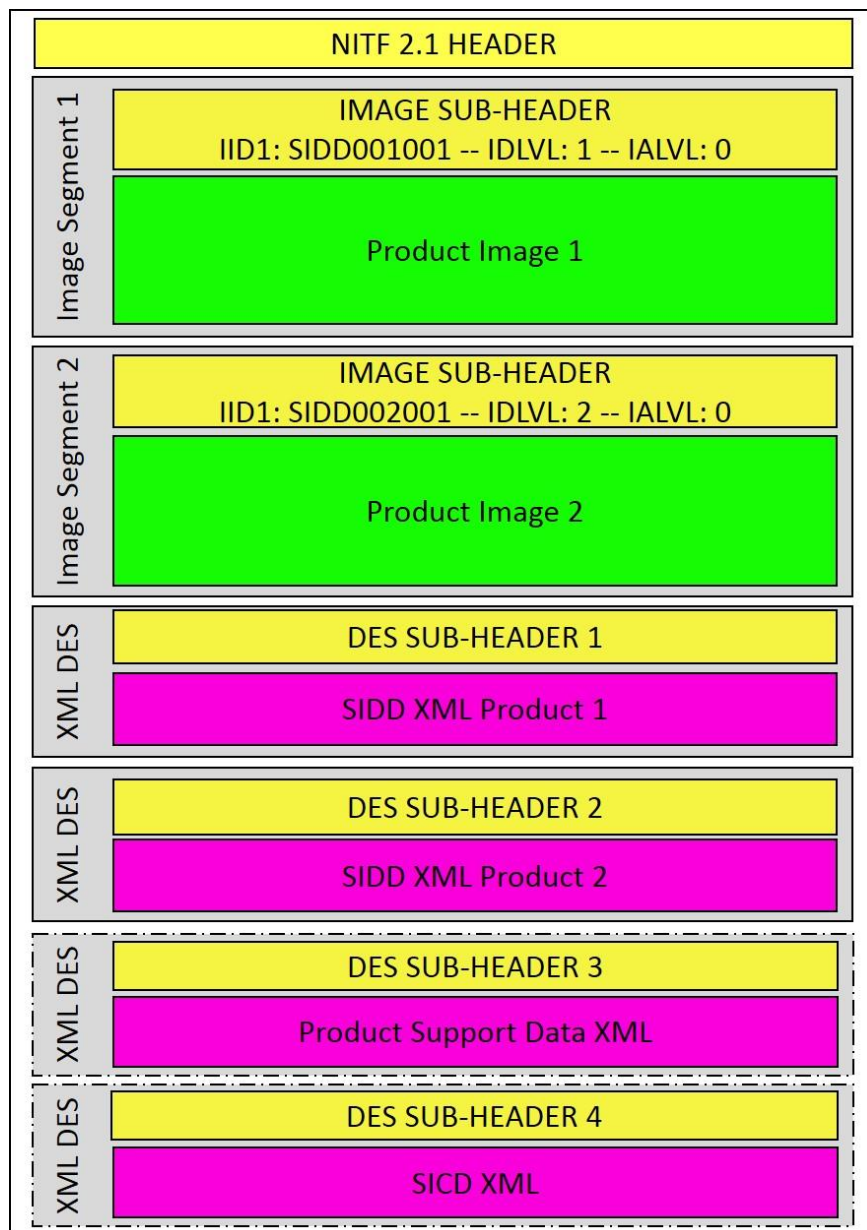 NITF 2.1 HEADER
Image Segment 1
IMAGE SUB-HEADER
IID1: SIDD001001 -- IDLVL: 1 -- IALVL: 0
Product Image 1
Image Segment 2
IMAGE SUB-HEADER
IID1: SIDD002001 -- IDLVL: 2 -- IALVL: 0
Product Image 2
XML DES
DES SUB-HEADER 1
SIDD XML Product 1
XML DES
DES SUB-HEADER 2
SIDD XML Product 2
XML DES
DES SUB-HEADER 3
Product Support Data XML
XML DES
DES SUB-HEADER 4
SICD XML